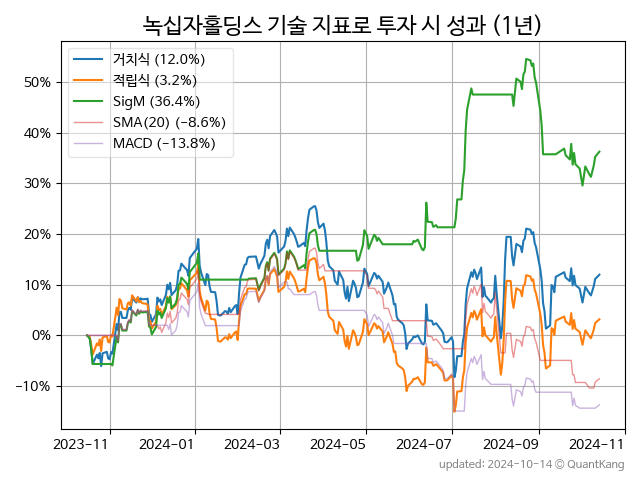 녹십자홀딩스 기술 지표로 투자 시 성과 (1년)
거치식 (12.0%)
적립식 (3.2%)
SigM (36.4%)
SMA(20) (−8.6%)
MACD (−13.8%)
50%
40%
30%
20%
10%
0%
−10%
2023-11
2024-01
2024-03
2024-05
2024-07
2024-09
2024-11
updated: 2024-10-14 © QuantKang